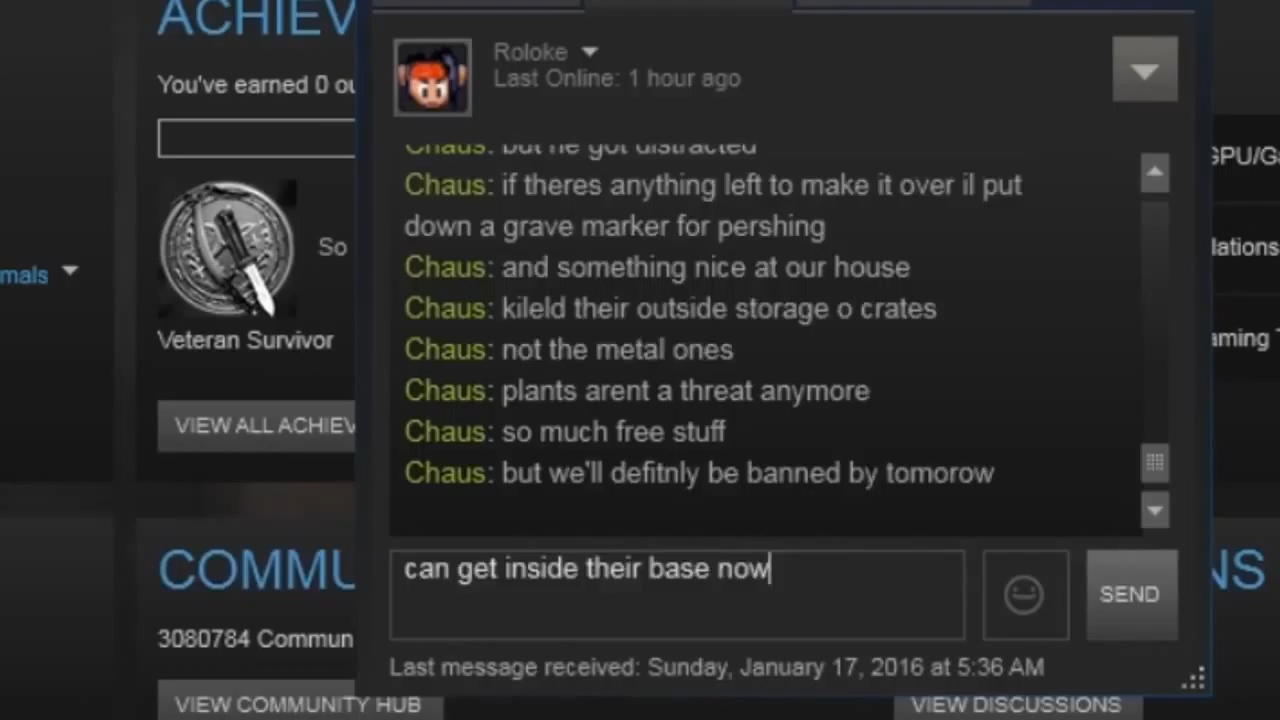 ACHIEV
You've earned 0 ou
mals
So
Veteran Survivor
VIEW ALL ACHIEV
COMMU
3080784 Commun
VIEW COMMUNITY HUB
Roloke
Last Online: 1 hour ago
Chaus: but he got distracted
Chaus: if theres anything left to make it over il put
down a grave marker for pershing
Chaus: and something nice at our house
Chaus: kileld their outside storage o crates
Chaus: not the metal ones
Chaus: plants arent a threat anymore
Chaus: so much free stuff
Chaus: but we'll defitnly be banned by tomorow
can get inside their base now
SEND
Last message received: Sunday, January 17, 2016 at 5:36 AM
GPU/G
lations
aming
NS
VIEW DISCUSSIONS